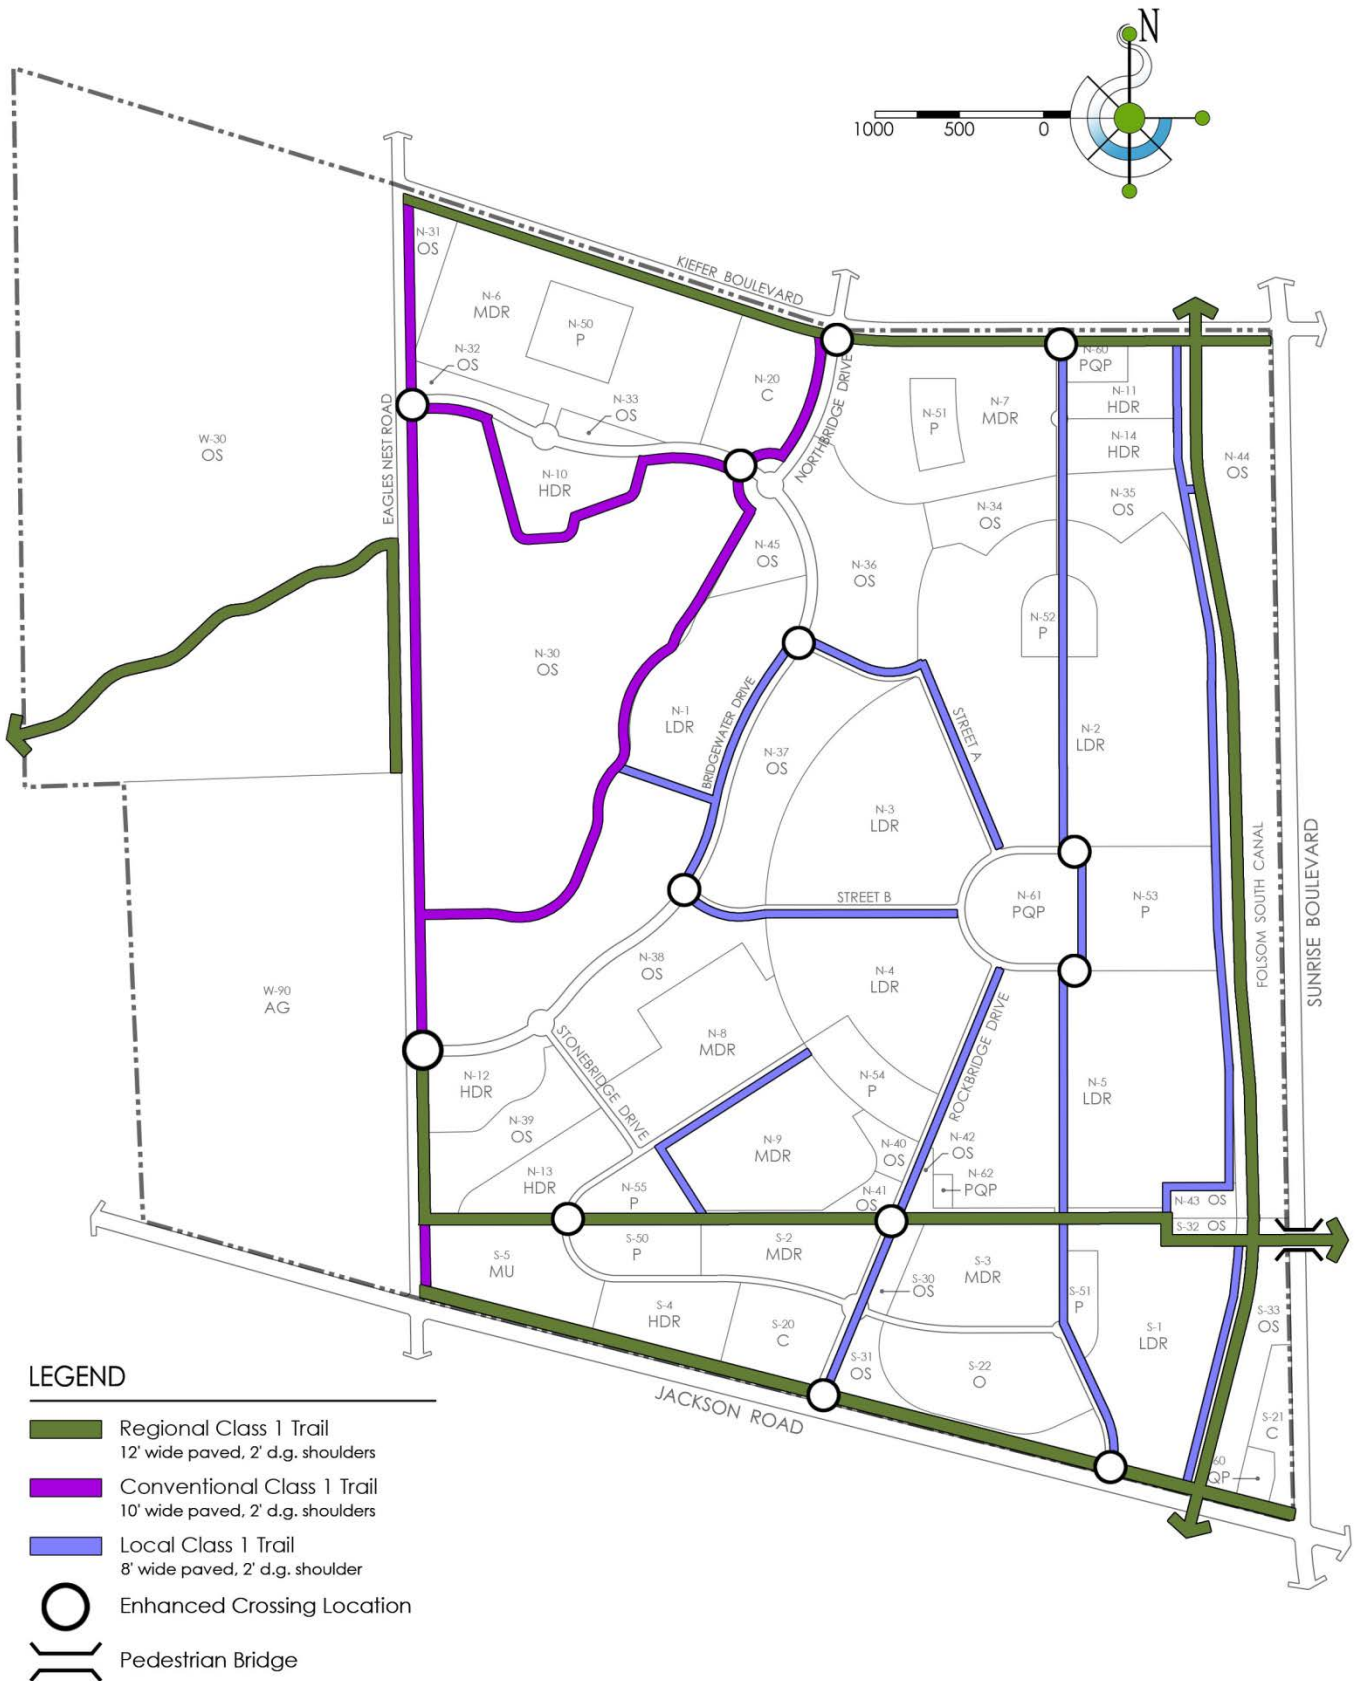 N
1000 500 0
KIEFER BOULEVARD
N-31
OS
N-6
MDR
N-50
P
N-32
OS
N-33
OS
N-20
C
NORTHBRIDGE DRIVE
N-60
PQP
N-11
HDR
N-51
P
N-7
MDR
N-14
HDR
N-44
OS
W-30
OS
EAGLES NEST ROAD
N-10
HDR
N-34
OS
N-35
OS
N-45
OS
N-36
OS
N-52
P
N-30
OS
N-1
LDR
BRIDGEWATER DRIVE
N-37
OS
STREET A
N-2
LDR
N-3
LDR
FOLSOM SOUTH CANAL
SUNRISE BOULEVARD
STREET B
N-61
PQP
N-53
P
N-38
OS
N-4
LDR
W-90
AG
STONEBRIDGE DRIVE
N-8
MDR
ROCKBRIDGE DRIVE
N-12
HDR
N-54
P
N-5
LDR
N-39
OS
N-9
MDR
N-40
OS
N-42
OS
N-13
HDR
N-55
P
N-41
OS
N-62
PQP
N-43 OS
S-32 OS
S-5
MU
S-50
P
S-2
MDR
S-30
OS
S-3
MDR
S-51
P
S-4
HDR
S-20
C
S-31
OS
S-22
O
S-1
LDR
S-33
OS
S-21
C
60
QP
JACKSON ROAD
LEGEND
Regional Class 1 Trail
12' wide paved, 2' d.g. shoulders
Conventional Class 1 Trail
10' wide paved, 2' d.g. shoulders
Local Class 1 Trail
8' wide paved, 2' d.g. shoulder
Enhanced Crossing Location
Pedestrian Bridge